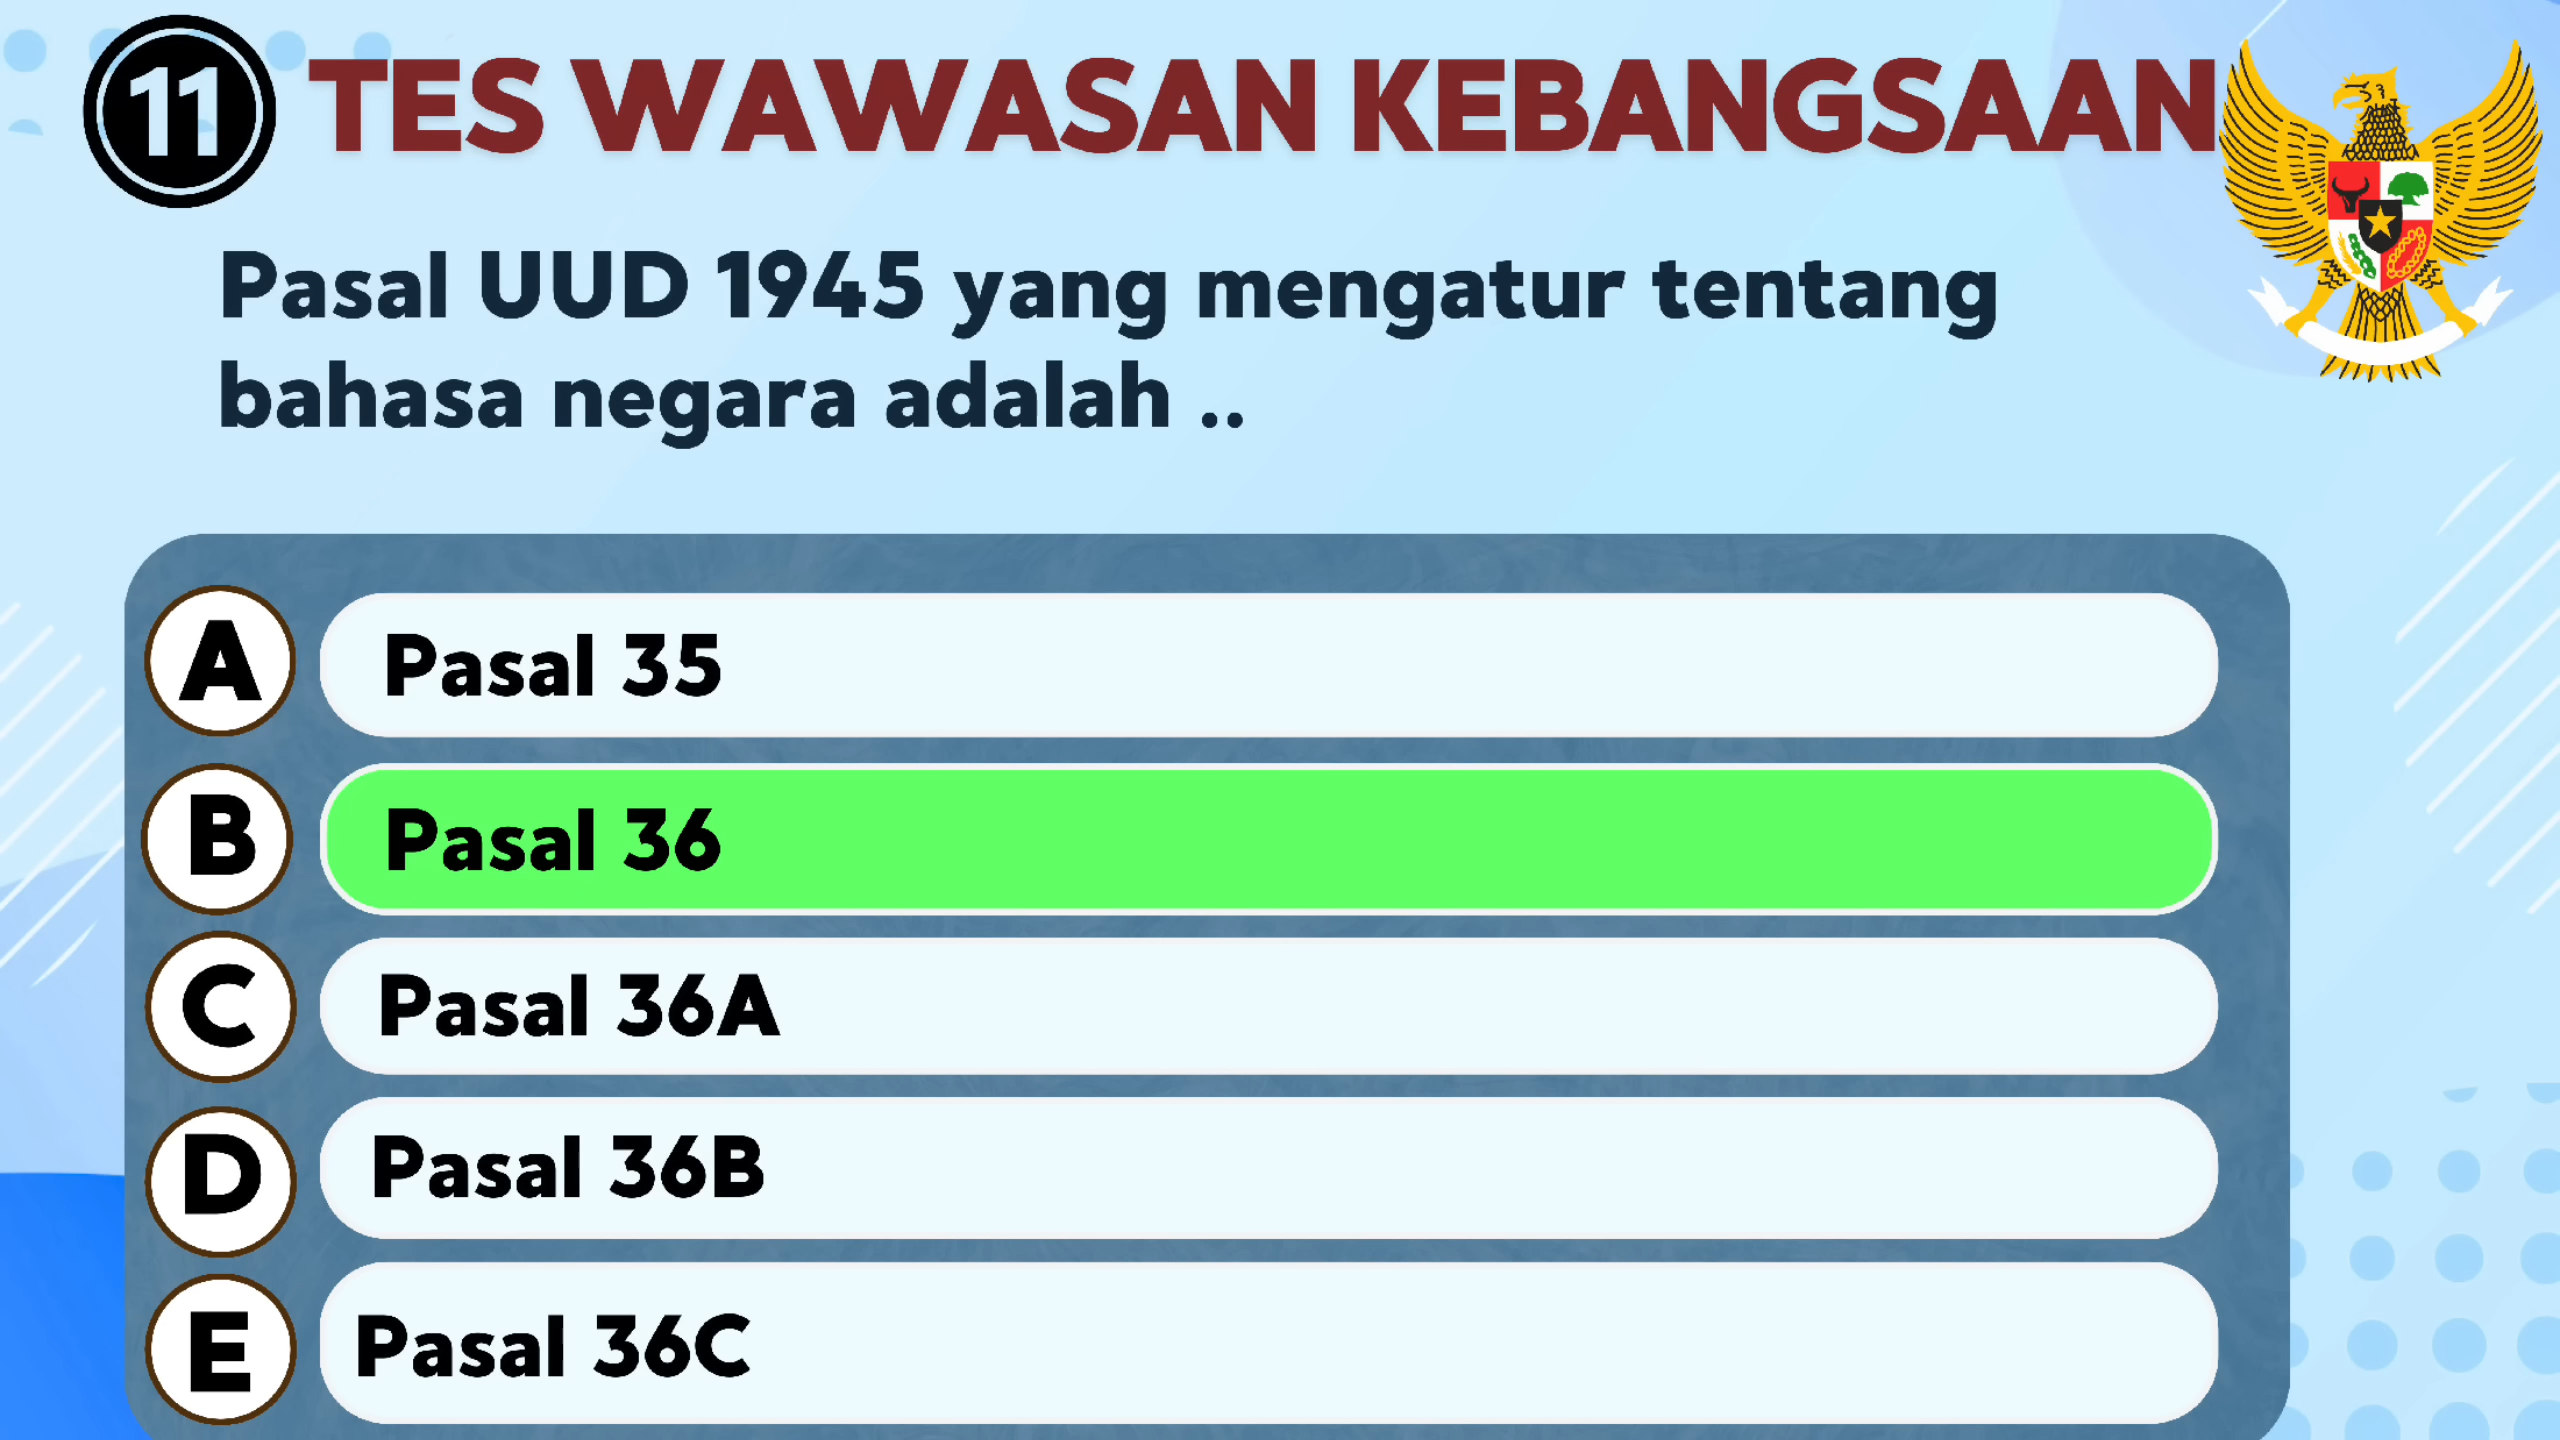 11 TES WAWASAN KEBANGSAAN
Pasal UUD 1945 yang mengatur tentang
bahasa negara adalah ..
A Pasal 35
B Pasal 36
C Pasal 36A
D Pasal 36B
E Pasal 36C